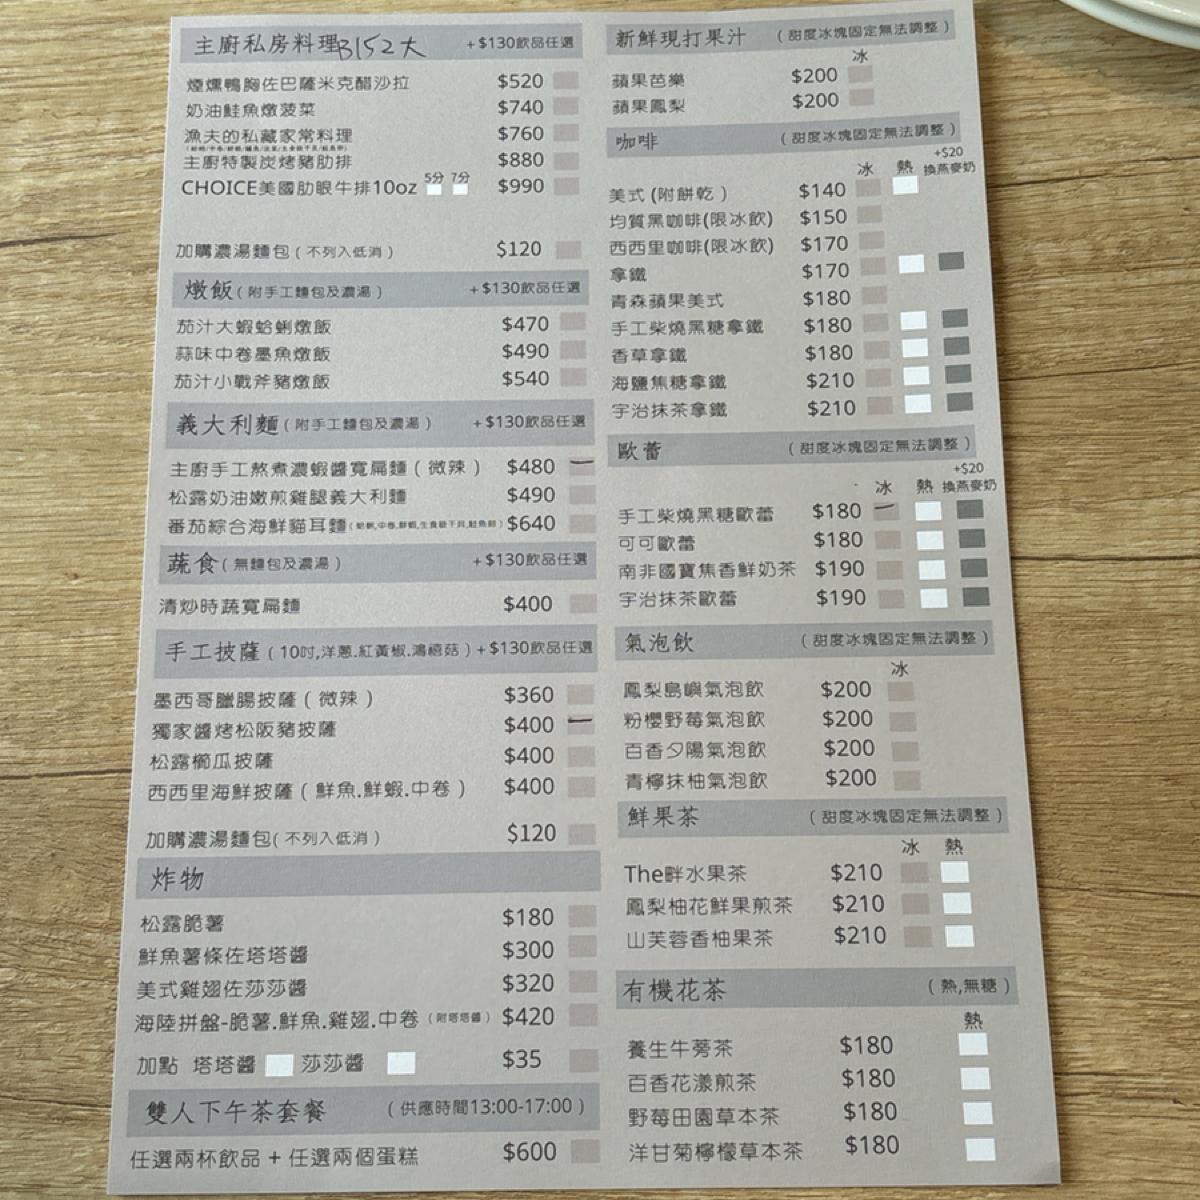 主廚私房料理 B152大 +$130飲品任選
煙燻鴨胸佐巴薩米克醋沙拉 $520
奶油鮭魚燉菠菜 $740
漁夫的私藏家常料理 $760
主廚特製炭烤豬肋排 $880
CHOICE美國肋眼牛排10oz 5分 7分 $990
加購濃湯麵包(不列入低消) $120
燉飯(附手工麵包及濃湯) +$130飲品任選
茄汁大蝦蛤蜊燉飯 $470
蒜味中卷墨魚燉飯 $490
茄汁小戰斧豬燉飯 $540
義大利麵(附手工麵包及濃湯) +$130飲品任選
主廚手工熬煮濃蝦醬寬扁麵(微辣) $480
松露奶油嫩煎雞腿義大利麵 $490
番茄綜合海鮮貓耳麵 $640
蔬食(無麵包及濃湯) +$130飲品任選
清炒時蔬寬扁麵 $400
手工披薩(10吋,洋蔥.紅黃椒.鴻禧菇) +$130飲品任選
墨西哥臘腸披薩(微辣) $360
獨家醬烤松阪豬披薩 $400
松露櫛瓜披薩 $400
西西里海鮮披薩(鮮魚.鮮蝦.中卷) $400
加購濃湯麵包(不列入低消) $120
炸物
松露脆薯 $180
鮮魚薯條佐塔塔醬 $300
美式雞翅佐莎莎醬 $320
海陸拼盤-脆薯.鮮魚.雞翅.中卷(附塔塔醬) $420
加點 塔塔醬 莎莎醬 $35
雙人下午茶套餐 (供應時間13:00-17:00)
任選兩杯飲品 + 任選兩個蛋糕 $600
新鮮現打果汁 (甜度冰塊固定無法調整)
冰
蘋果芭樂 $200
蘋果鳳梨 $200
咖啡 (甜度冰塊固定無法調整)
+$20
冰 熱 換燕麥奶
美式(附餅乾) $140
均質黑咖啡(限冰飲) $150
西西里咖啡(限冰飲) $170
拿鐵 $170
青森蘋果美式 $180
手工柴燒黑糖拿鐵 $180
香草拿鐵 $180
海鹽焦糖拿鐵 $210
宇治抹茶拿鐵 $210
歐蕾 (甜度冰塊固定無法調整)
+$20
冰 熱 換燕麥奶
手工柴燒黑糖歐蕾 $180
可可歐蕾 $180
南非國寶焦香鮮奶茶 $190
宇治抹茶歐蕾 $190
氣泡飲 (甜度冰塊固定無法調整)
冰
鳳梨島嶼氣泡飲 $200
粉櫻野莓氣泡飲 $200
百香夕陽氣泡飲 $200
青檸抹柚氣泡飲 $200
鮮果茶 (甜度冰塊固定無法調整)
冰 熱
The畔水果茶 $210
鳳梨柚花鮮果煎茶 $210
山芙蓉香柚果茶 $210
有機花茶 (熱,無糖)
熱
養生牛蒡茶 $180
百香花漾煎茶 $180
野莓田園草本茶 $180
洋甘菊檸檬草本茶 $180